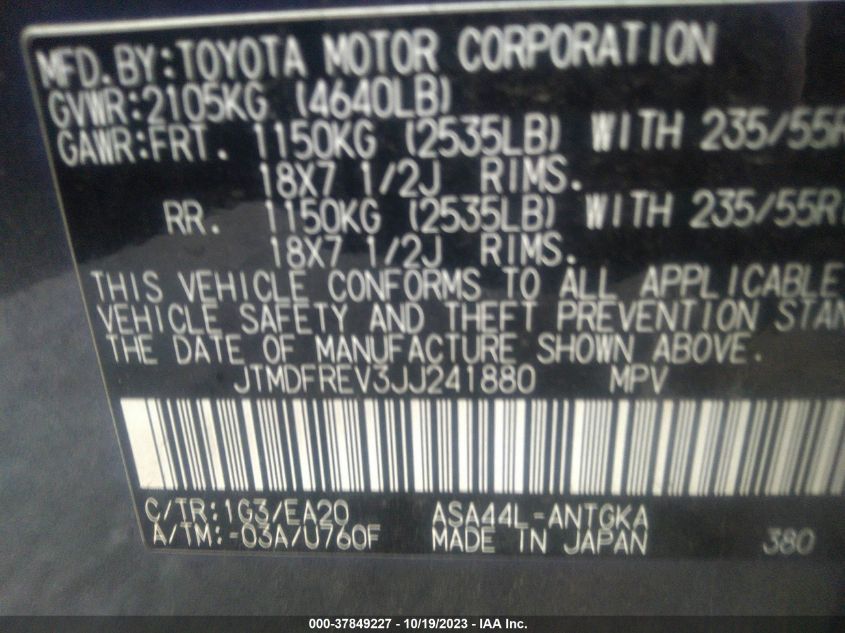 MFD.BY:TOYOTA MOTOR CORPORATION
GVWR:2105KG (4640LB)
GAWR:FRT. 1150KG (2535LB) WITH 235/55R
18X7 1/2J RIMS.
RR. 1150KG (2535LB) WITH 235/55R
18X7 1/2J RIMS.
THIS VEHICLE CONFORMS TO ALL APPLICABLE
VEHICLE SAFETY AND THEFT PREVENTION STAN
THE DATE OF MANUFACTURE SHOWN ABOVE.
JTMDFREV3JJ241880 MPV
C/TR:1G3/EA20 ASA44L-ANTGKA
A/TM:-03A/U760F MADE IN JAPAN 380
000-37849227 - 10/19/2023 - IAA Inc.